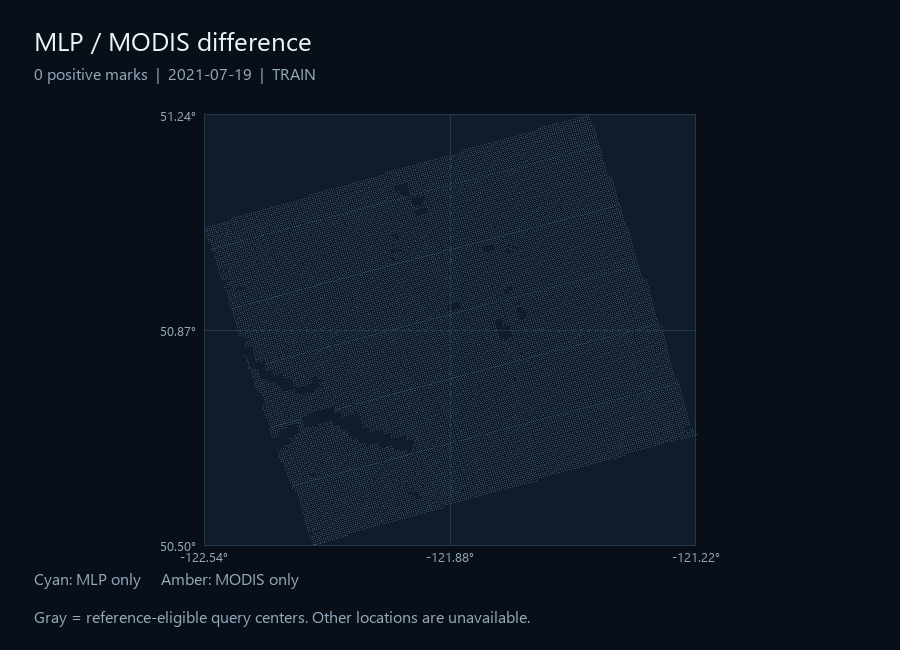 MLP / MODIS difference
0 positive marks | 2021-07-19 | TRAIN
51.24°
50.87°
50.50°
-122.54° -121.88° -121.22°
Cyan: MLP only Amber: MODIS only
Gray = reference-eligible query centers. Other locations are unavailable.